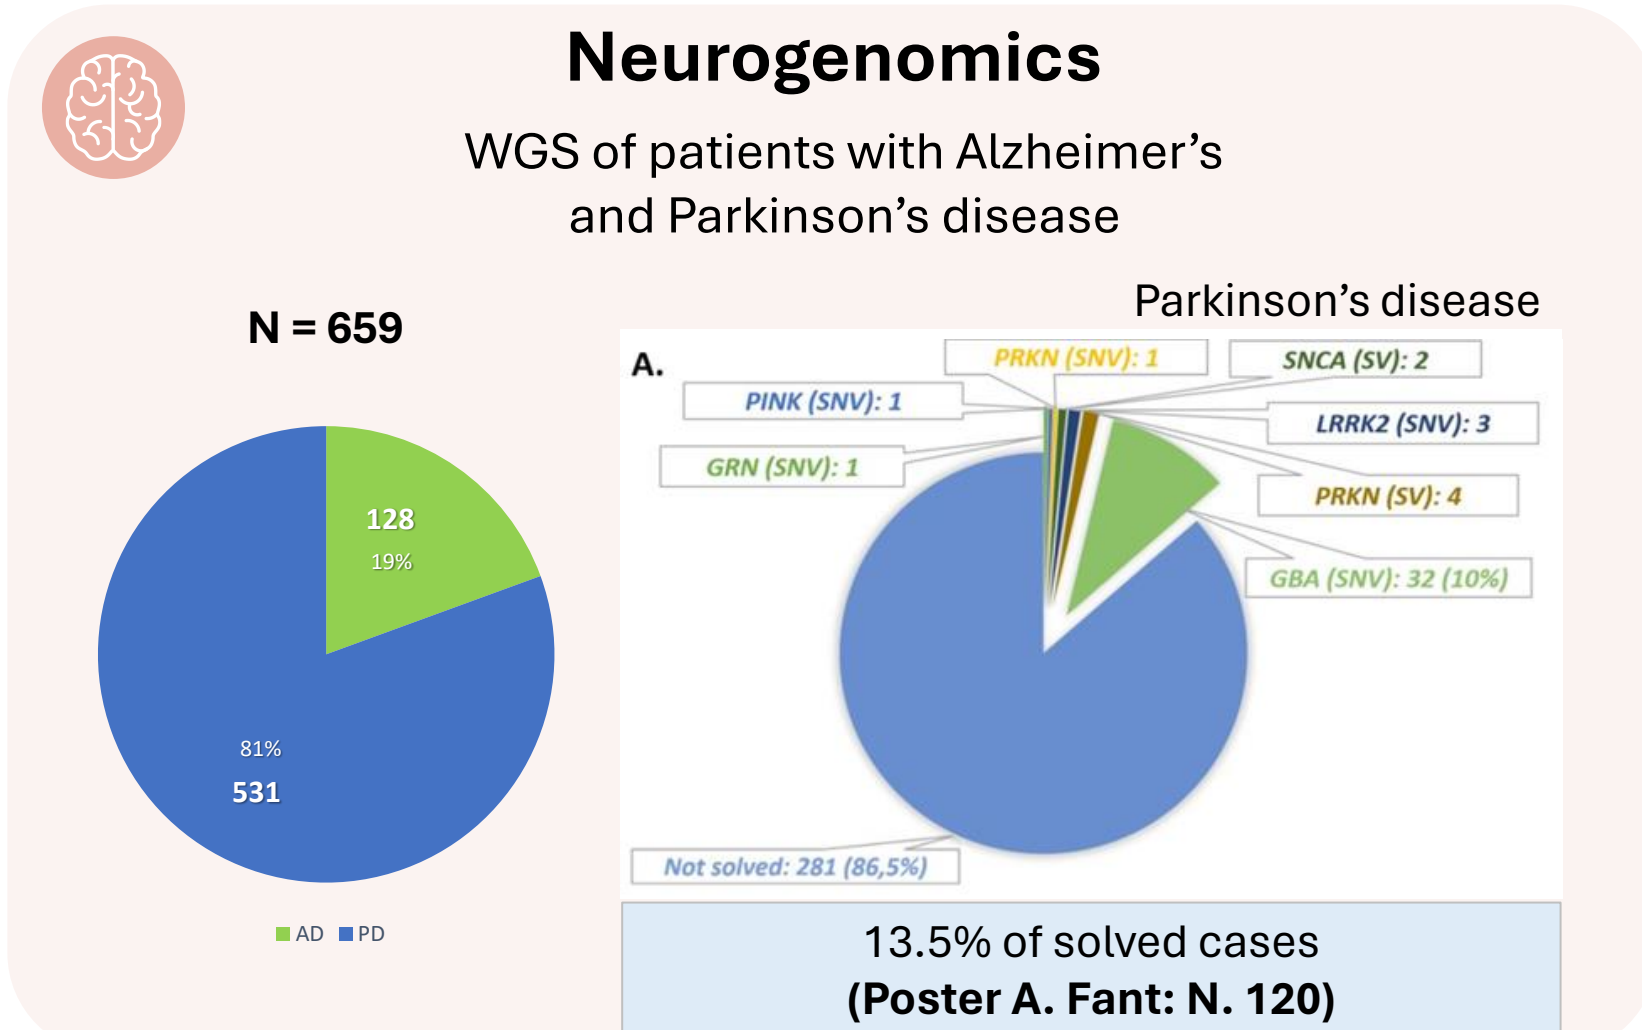 Neurogenomics
WGS of patients with Alzheimer’s
and Parkinson’s disease
N = 659
128
19%
81%
531
AD PD
Parkinson’s disease
A.
PRKN (SNV): 1
SNCA (SV): 2
PINK (SNV): 1
LRRK2 (SNV): 3
GRN (SNV): 1
PRKN (SV): 4
GBA (SNV): 32 (10%)
Not solved: 281 (86,5%)
13.5% of solved cases
(Poster A. Fant: N. 120)